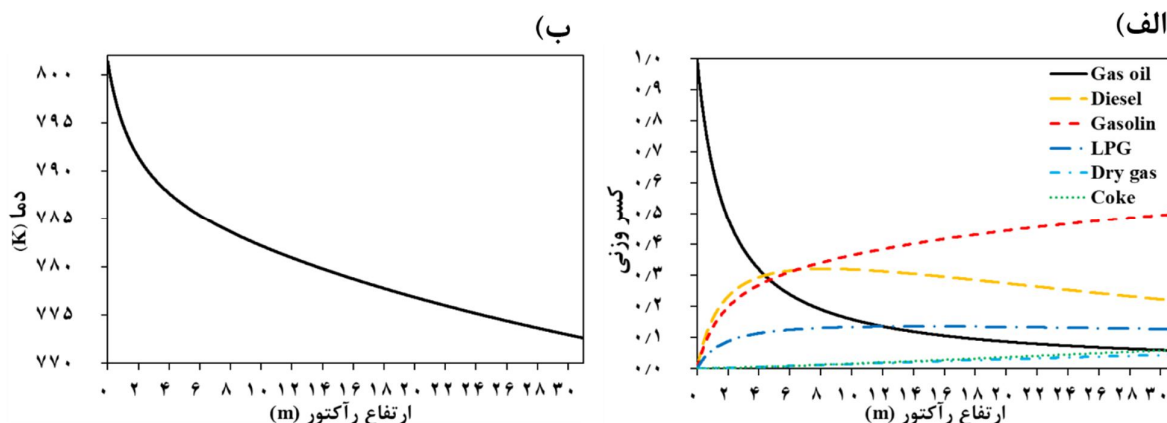 الف)
کسر وزنی
۱٫۰
۰٫۹
۰٫۸
۰٫۷
۰٫۶
۰٫۵
۰٫۴
۰٫۳
۰٫۲
۰٫۱
۰٫۰
Gas oil
Diesel
Gasolin
LPG
Dry gas
Coke
۰ ۲ ۴ ۶ ۸ ۱۰ ۱۲ ۱۴ ۱۶ ۱۸ ۲۰ ۲۲ ۲۴ ۲۶ ۲۸ ۳۰
ارتفاع رآکتور (m)
ب)
دما (K)
۸۰۰
۷۹۵
۷۹۰
۷۸۵
۷۸۰
۷۷۵
۷۷۰
۰ ۲ ۴ ۶ ۸ ۱۰ ۱۲ ۱۴ ۱۶ ۱۸ ۲۰ ۲۲ ۲۴ ۲۶ ۲۸ ۳۰
ارتفاع رآکتور (m)